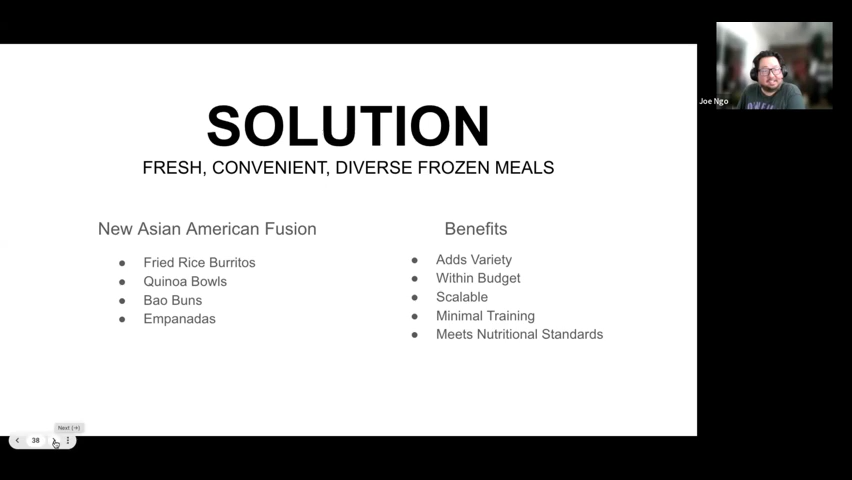 SOLUTION
FRESH, CONVENIENT, DIVERSE FROZEN MEALS
New Asian American Fusion
Fried Rice Burritos
Quinoa Bowls
Bao Buns
Empanadas
Benefits
Adds Variety
Within Budget
Scalable
Minimal Training
Meets Nutritional Standards
Joe Ngo
Next (→)
38